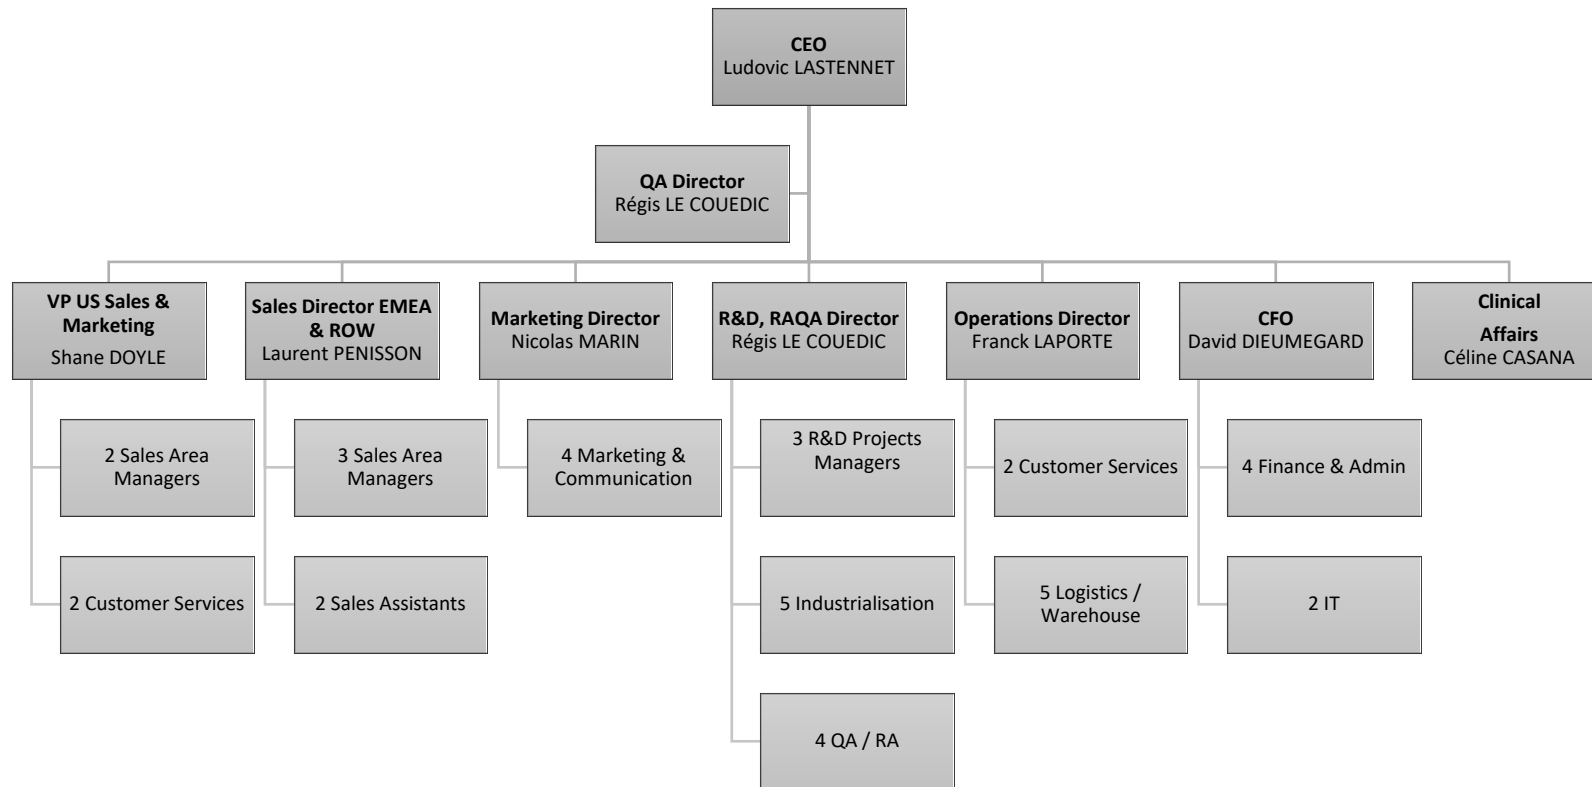 CEO
Ludovic LASTENNET
QA Director
Régis LE COUEDIC
VP US Sales &
Marketing
Shane DOYLE
Sales Director EMEA
& ROW
Laurent PENISSON
Marketing Director
Nicolas MARIN
R&D, RAQA Director
Régis LE COUEDIC
Operations Director
Franck LAPORTE
CFO
David DIEUMEGARD
Clinical
Affairs
Céline CASANA
2 Sales Area
Managers
3 Sales Area
Managers
4 Marketing &
Communication
3 R&D Projects
Managers
2 Customer Services
4 Finance & Admin
2 Customer Services
2 Sales Assistants
5 Industrialisation
5 Logistics /
Warehouse
2 IT
4 QA / RA